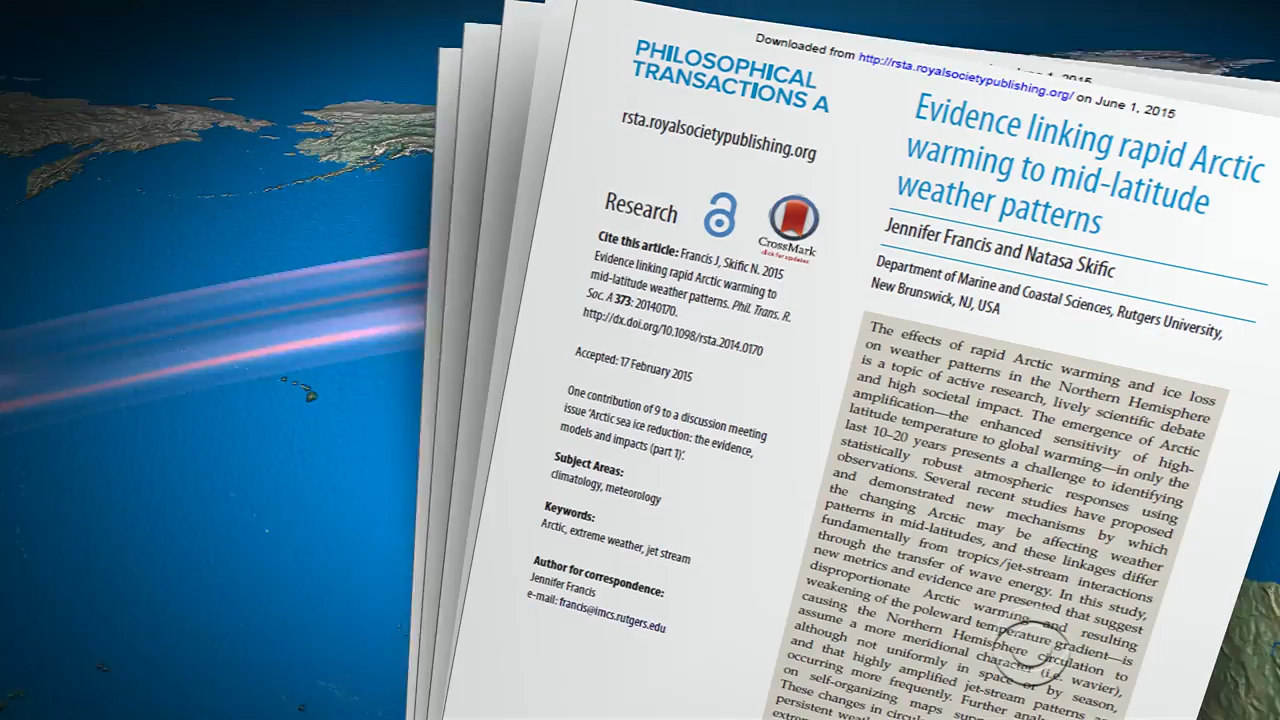 Downloaded from http://rsta.royalsocietypublishing.org/ on June 1, 2015
PHILOSOPHICAL
TRANSACTIONS A
rsta.royalsocietypublishing.org
Research
CrossMark
click for updates
Cite this article: Francis J, Skific N. 2015
Evidence linking rapid Arctic warming to
mid-latitude weather patterns. Phil. Trans. R.
Soc. A 373: 20140170.
http://dx.doi.org/10.1098/rsta.2014.0170
Accepted: 17 February 2015
One contribution of 9 to a discussion meeting
issue ‘Arctic sea ice reduction: the evidence,
models and impacts (part 1)’.
Subject Areas:
climatology, meteorology
Keywords:
Arctic, extreme weather, jet stream
Author for correspondence:
Jennifer Francis
e-mail: francis@imcs.rutgers.edu
Evidence linking rapid Arctic
warming to mid-latitude
weather patterns
Jennifer Francis and Natasa Skific
Department of Marine and Coastal Sciences, Rutgers University,
New Brunswick, NJ, USA
The effects of rapid Arctic warming and ice loss
on weather patterns in the Northern Hemisphere
is a topic of active research, lively scientific debate
and high societal impact. The emergence of Arctic
amplification—the enhanced sensitivity of high-
latitude temperature to global warming—in only the
last 10–20 years presents a challenge to identifying
statistically robust atmospheric responses using
observations. Several recent studies have proposed
and demonstrated new mechanisms by which
the changing Arctic may be affecting weather
patterns in mid-latitudes, and these linkages differ
fundamentally from tropics/jet-stream interactions
through the transfer of wave energy. In this study,
new metrics and evidence are presented that suggest
disproportionate Arctic warming—and resulting
weakening of the poleward temperature gradient—is
causing the Northern Hemisphere circulation to
assume a more meridional character (i.e. wavier),
although not uniformly in space or by season,
and that highly amplified jet-stream patterns
occurring more frequently. Further
on self-organizing maps
These changes in
persistent